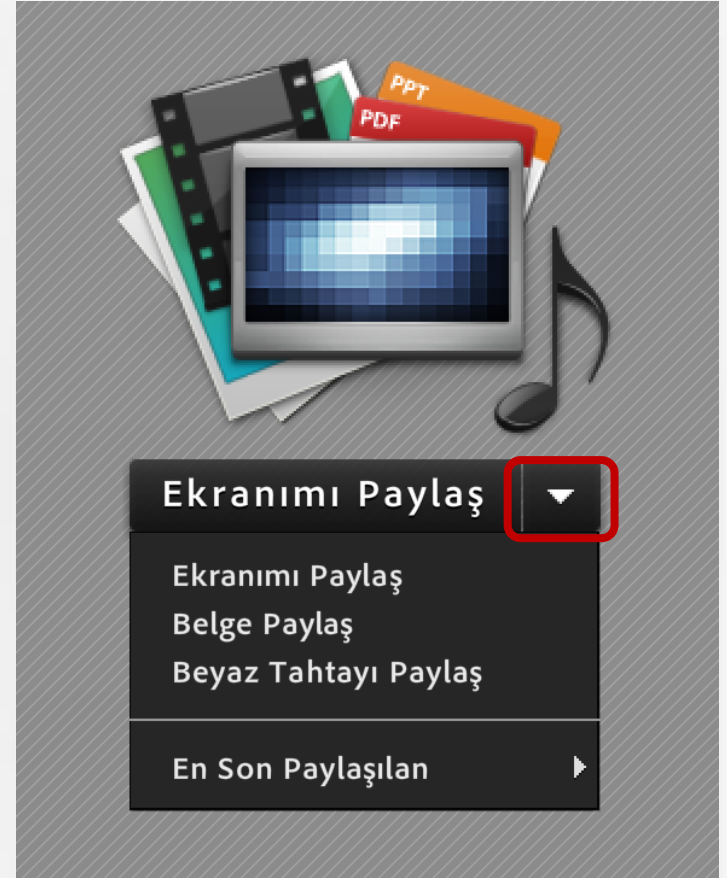 PPT
PDF
Ekranımı Paylaş
Ekranımı Paylaş
Belge Paylaş
Beyaz Tahtayı Paylaş
En Son Paylaşılan